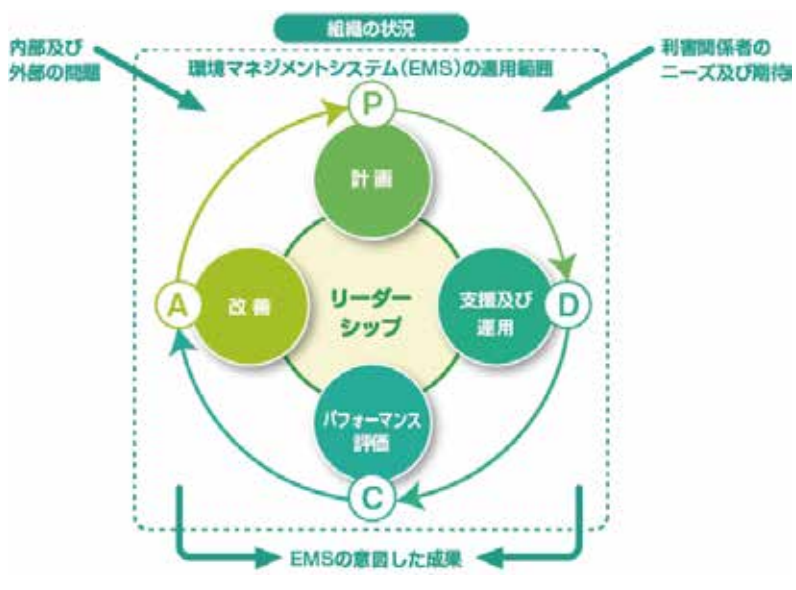 組織の状況
内部及び
外部の問題
利害関係者の
ニーズ及び期待
環境マネジメントシステム(EMS)の適用範囲
P
計画
A
改善
リーダー
シップ
支援及び
運用
D
パフォーマンス
評価
C
EMSの意図した成果